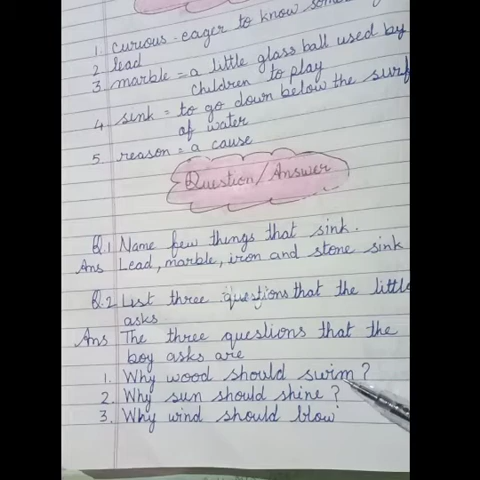 1. curious - eager to know
2 lead
3. marble = a little glass ball used by
children to play
4. sink = to go down below the surf
of water
5. reason = a cause
Question/Answer
Q.1 Name few things that sink.
Ans Lead, marble, iron and stone sink
Q.2 List three questions that the little
asks
Ans The three questions that the
boy asks are
1. Why wood should swim?
2. Why sun should shine?
3. Why wind should blow